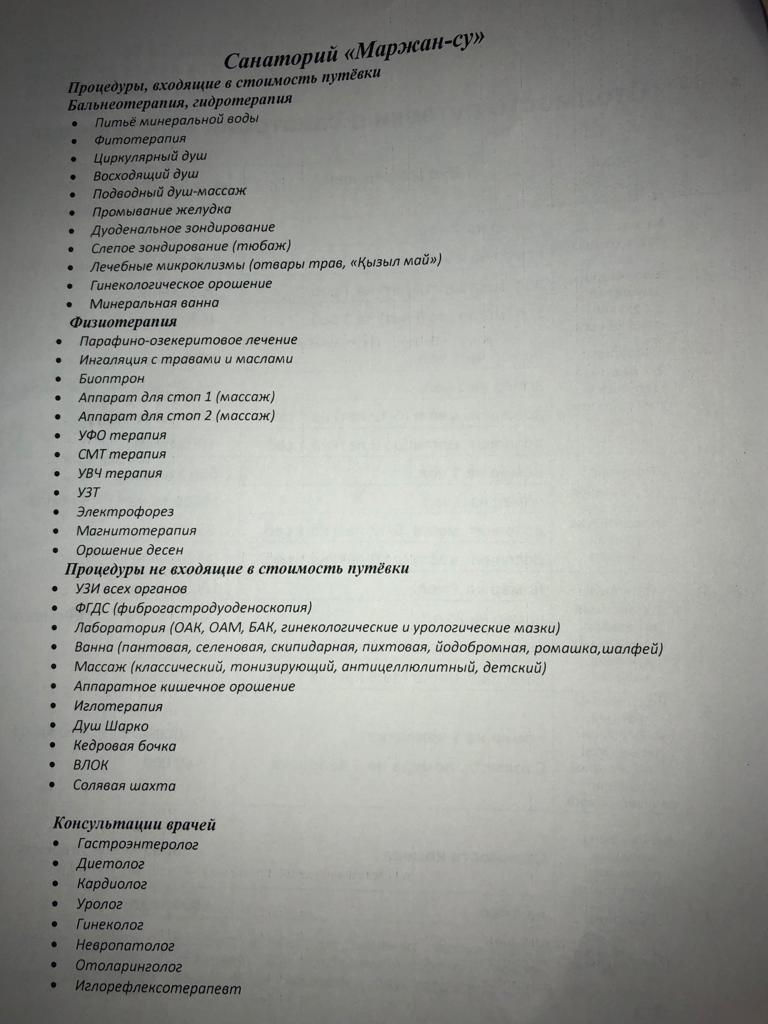 Санаторий «Маржан-су»
Процедуры, входящие в стоимость путёвки
Бальнеотерапия, гидротерапия
• Питьё минеральной воды
• Фитотерапия
• Циркулярный душ
• Восходящий душ
• Подводный душ-массаж
• Промывание желудка
• Дуоденальное зондирование
• Слепое зондирование (тюбаж)
• Лечебные микроклизмы (отвары трав, «Қызыл май»)
• Гинекологическое орошение
• Минеральная ванна
Физиотерапия
• Парафино-озекеритовое лечение
• Ингаляция с травами и маслами
• Биоптрон
• Аппарат для стоп 1 (массаж)
• Аппарат для стоп 2 (массаж)
• УФО терапия
• СМТ терапия
• УВЧ терапия
• УЗТ
• Электрофорез
• Магнитотерапия
• Орошение десен
Процедуры не входящие в стоимость путёвки
• УЗИ всех органов
• ФГДС (фиброгастродуоденоскопия)
• Лаборатория (ОАК, ОАМ, БАК, гинекологические и урологические мазки)
• Ванна (пантовая, селеновая, скипидарная, пихтовая, йодобромная, ромашка,шалфей)
• Массаж (классический, тонизирующий, антицеллюлитный, детский)
• Аппаратное кишечное орошение
• Иглотерапия
• Душ Шарко
• Кедровая бочка
• ВЛОК
• Солявая шахта
Консультации врачей
• Гастроэнтеролог
• Диетолог
• Кардиолог
• Уролог
• Гинеколог
• Невропатолог
• Отоларинголог
• Иглорефлексотерапевт